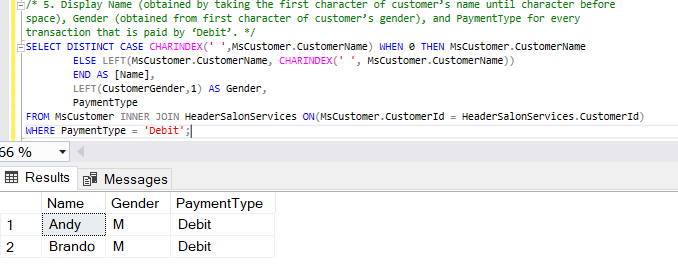 /* 5. Display Name (obtained by taking the first character of customer's name until character before
space), Gender (obtained from first character of customer's gender), and PaymentType for every
transaction that is paid by ‘Debit’. */
SELECT DISTINCT CASE CHARINDEX(' ',MsCustomer.CustomerName) WHEN 0 THEN MsCustomer.CustomerName
ELSE LEFT(MsCustomer.CustomerName, CHARINDEX(' ', MsCustomer.CustomerName))
END AS [Name],
LEFT(CustomerGender,1) AS Gender,
PaymentType
FROM MsCustomer INNER JOIN HeaderSalonServices ON(MsCustomer.CustomerId = HeaderSalonServices.CustomerId)
WHERE PaymentType = 'Debit';
66 %
Results Messages
Name Gender PaymentType
1 Andy M Debit
2 Brando M Debit